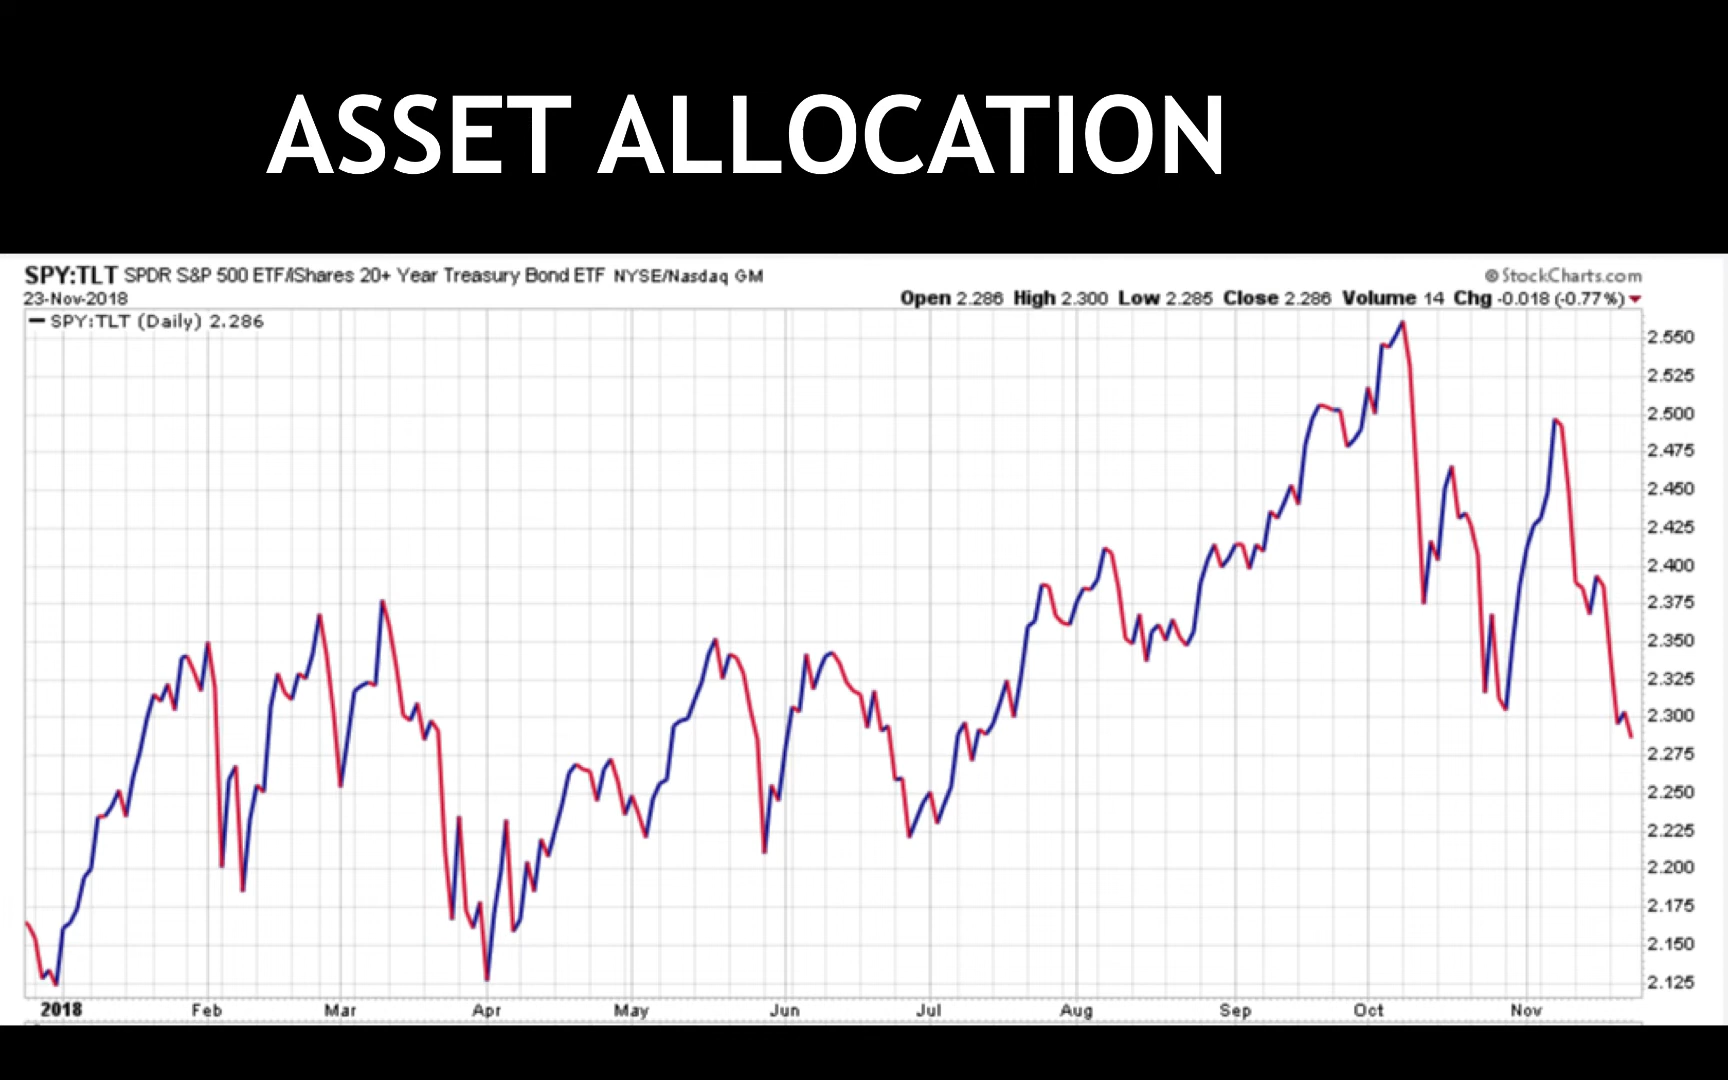 ASSET ALLOCATION
SPY:TLT SPDR S&P 500 ETF/iShares 20+ Year Treasury Bond ETF NYSE/Nasdaq GM
© StockCharts.com
23-Nov-2018
Open 2.286 High 2.300 Low 2.285 Close 2.286 Volume 14 Chg -0.018 (-0.77%)
SPY:TLT (Daily) 2.286
2.550
2.525
2.500
2.475
2.450
2.425
2.400
2.375
2.350
2.325
2.300
2.275
2.250
2.225
2.200
2.175
2.150
2.125
2018 Feb Mar Apr May Jun Jul Aug Sep Oct Nov